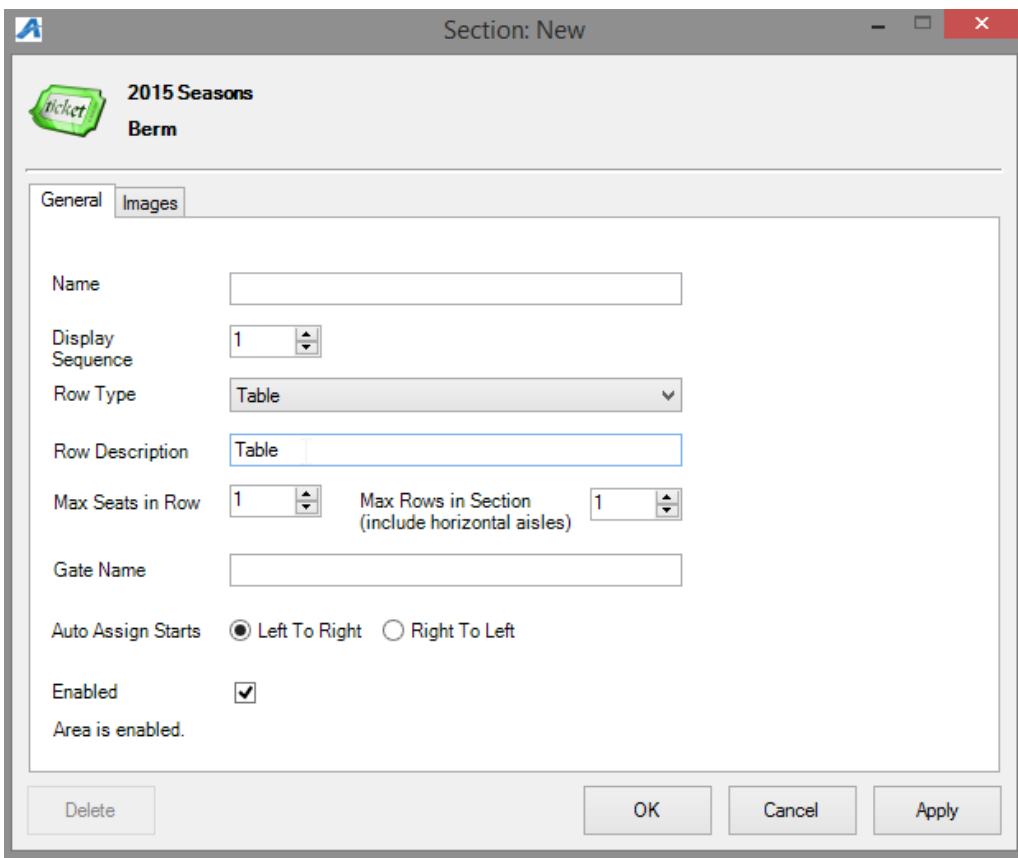 Section: New
ticket
2015 Seasons
Berm
General Images
Name
Display
Sequence
1
Row Type Table
Row Description Table
Max Seats in Row 1 Max Rows in Section
(include horizontal aisles) 1
Gate Name
Auto Assign Starts Left To Right Right To Left
Enabled
Area is enabled.
Delete OK Cancel Apply